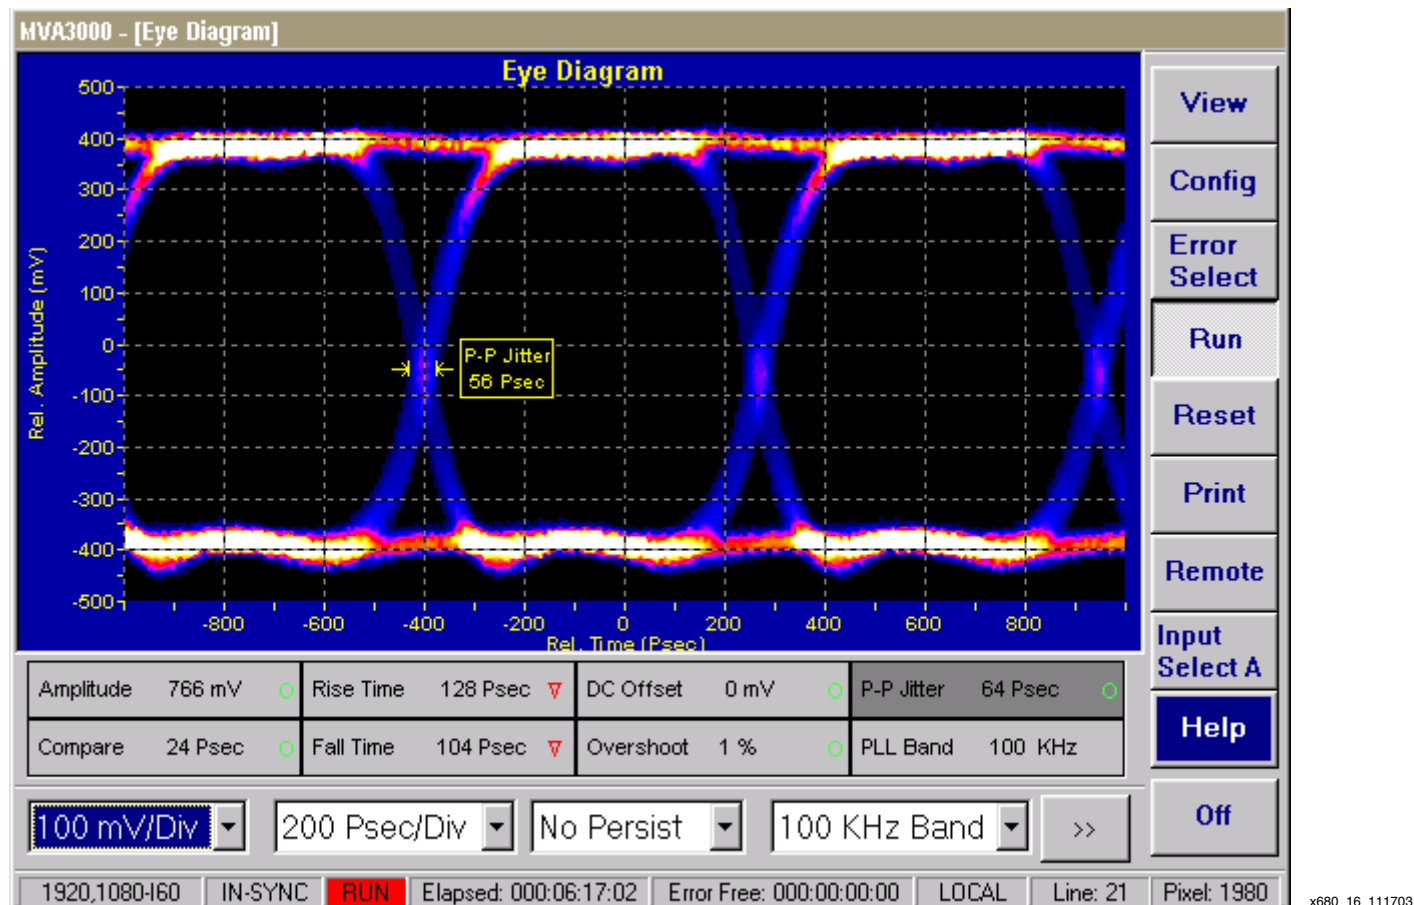 MVA3000 - [Eye Diagram]
Eye Diagram
500
400
300
200
100
0
-100
-200
-300
-400
-500
Rel. Amplitude (mV)
P-P Jitter
56 Psec
-800
-600
-400
-200
0
200
400
600
800
Rel. Time (Psec)
View
Config
Error
Select
Run
Reset
Print
Remote
Input
Select A
Help
Off
Amplitude 766 mV
Rise Time 128 Psec
DC Offset 0 mV
P-P Jitter 64 Psec
Compare 24 Psec
Fall Time 104 Psec
Overshoot 1 %
PLL Band 100 KHz
100 mV/Div
200 Psec/Div
No Persist
100 KHz Band
>>
1920,1080-I60
IN-SYNC
RUN
Elapsed: 000:06:17:02
Error Free: 000:00:00:00
LOCAL
Line: 21
Pixel: 1980
x680_16_111703